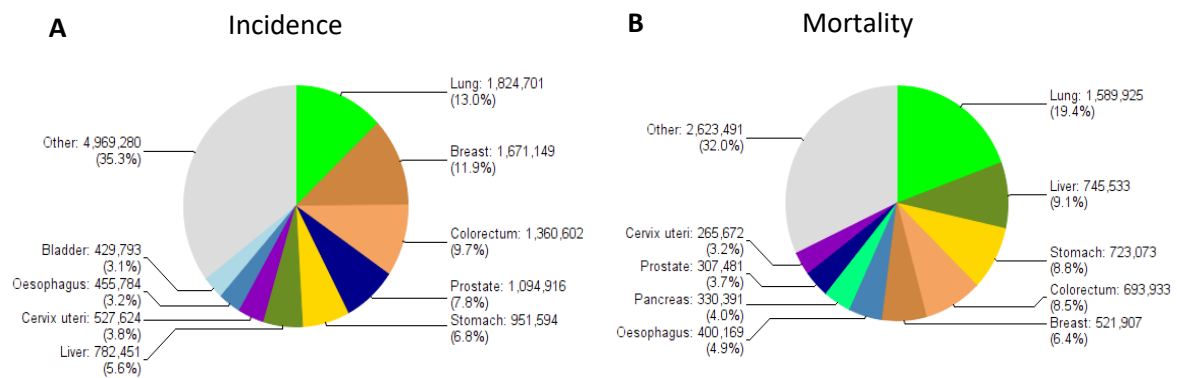 A
Incidence
Lung: 1,824,701
(13.0%)
Breast: 1,671,149
(11.9%)
Colorectum: 1,360,602
(9.7%)
Prostate: 1,094,916
(7.8%)
Stomach: 951,594
(6.8%)
Liver: 782,451
(5.6%)
Cervix uteri: 527,624
(3.8%)
Oesophagus: 455,784
(3.2%)
Bladder: 429,793
(3.1%)
Other: 4,969,280
(35.3%)
B
Mortality
Lung: 1,589,925
(19.4%)
Liver: 745,533
(9.1%)
Stomach: 723,073
(8.8%)
Colorectum: 693,933
(8.5%)
Breast: 521,907
(6.4%)
Oesophagus: 400,169
(4.9%)
Pancreas: 330,391
(4.0%)
Prostate: 307,481
(3.7%)
Cervix uteri: 265,672
(3.2%)
Other: 2,623,491
(32.0%)